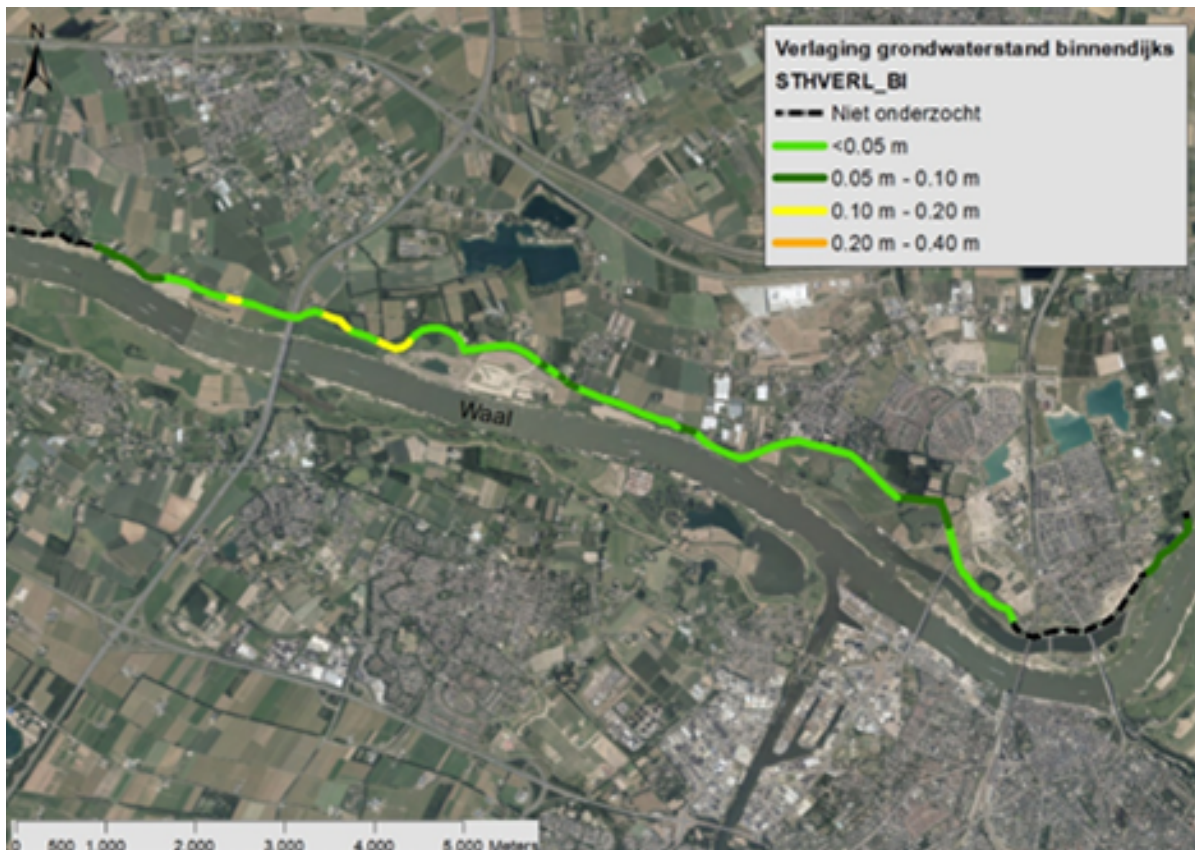 N
Verlaging grondwaterstand binnendijks
STHVERL_BI
Niet onderzocht
<0.05 m
0.05 m - 0.10 m
0.10 m - 0.20 m
0.20 m - 0.40 m
Waal
0 500 1.000 2.000 3.000 4.000 5.000 Meters